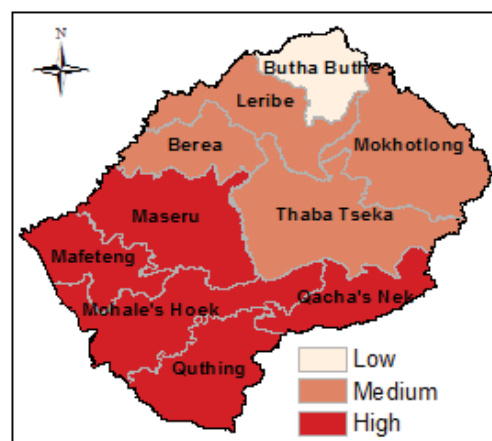 N
Butha Buthe
Leribe
Berea
Mokhotlong
Maseru
Thaba Tseka
Mafeteng
Qacha's Nek
Mohale's Hoek
Quthing
Low
Medium
High